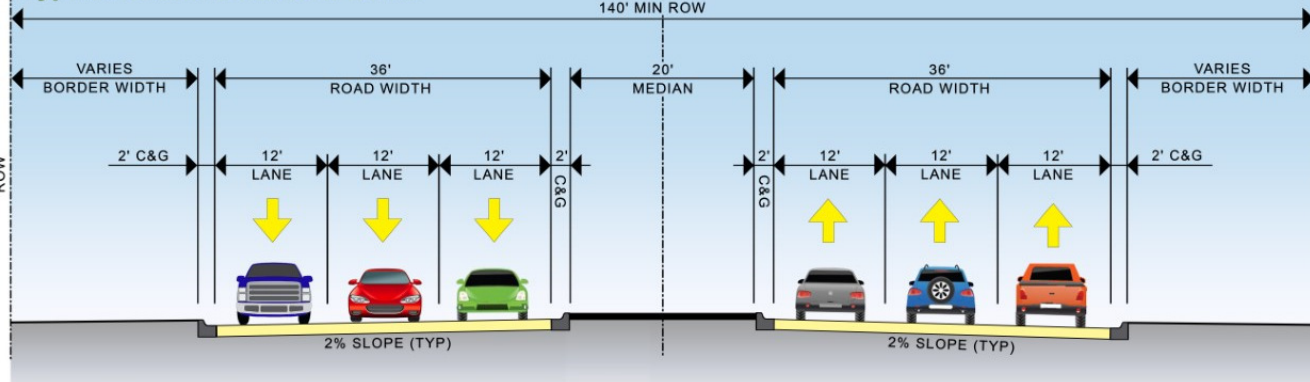 140' MIN ROW
VARIES
BORDER WIDTH
36'
ROAD WIDTH
20'
MEDIAN
36'
ROAD WIDTH
VARIES
BORDER WIDTH
ROW
2' C&G
12'
LANE
12'
LANE
12'
LANE
2'
C&G
2'
C&G
12'
LANE
12'
LANE
12'
LANE
2' C&G
2% SLOPE (TYP)
2% SLOPE (TYP)